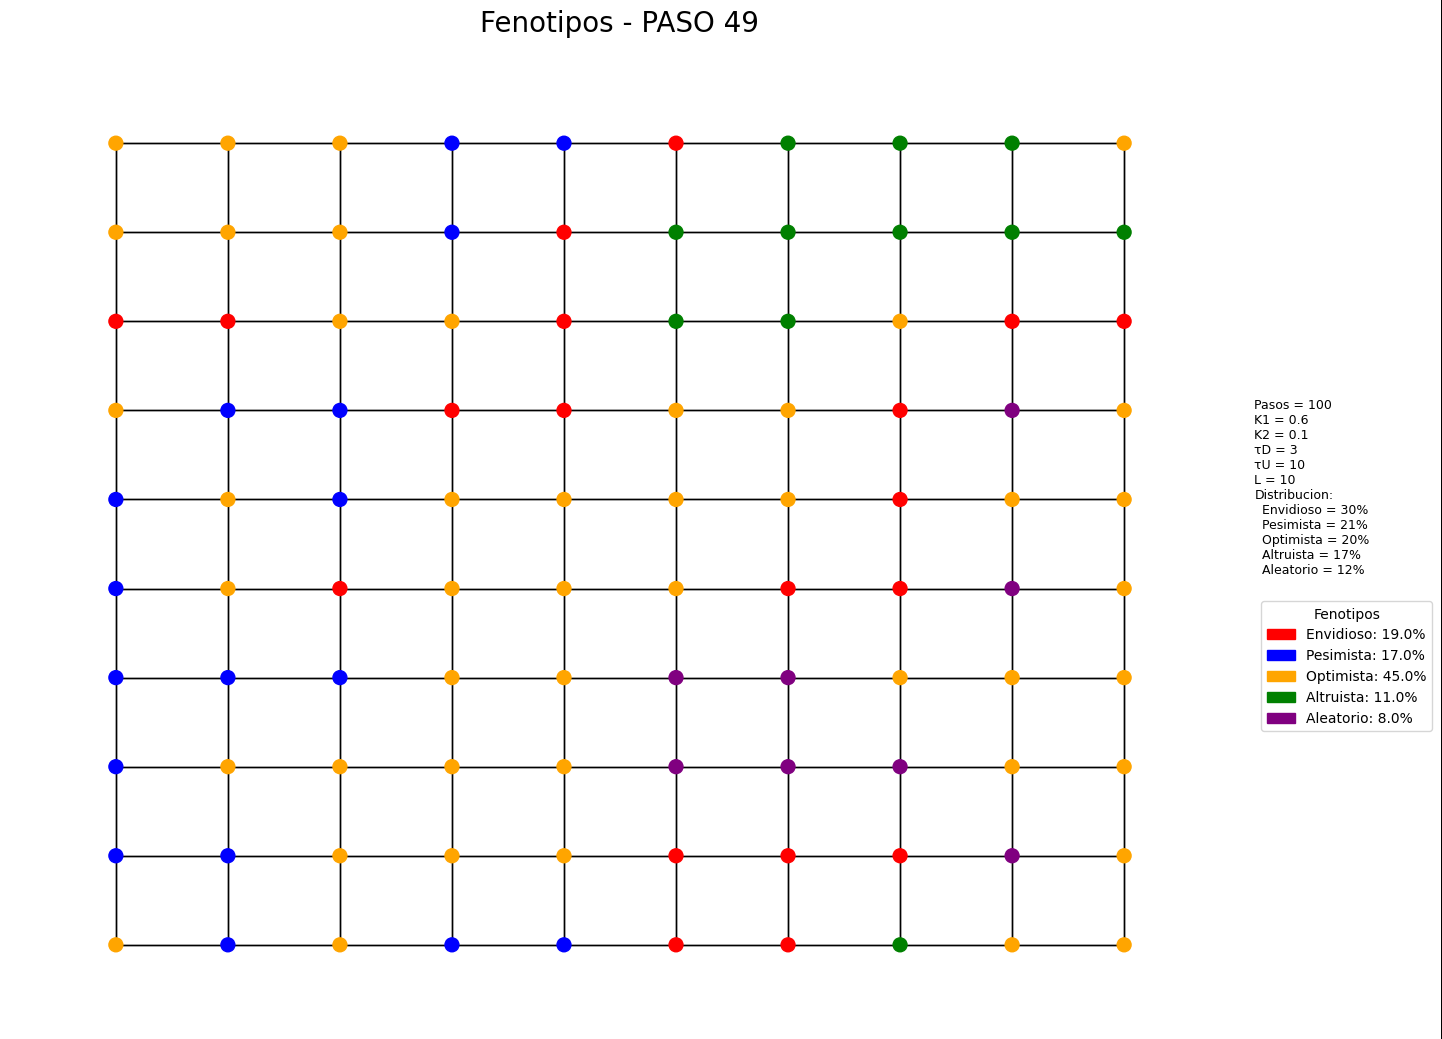 Fenotipos - PASO 49
Pasos = 100
K1 = 0.6
K2 = 0.1
τD = 3
τU = 10
L = 10
Distribucion:
Envidioso = 30%
Pesimista = 21%
Optimista = 20%
Altruista = 17%
Aleatorio = 12%
Fenotipos
Envidioso: 19.0%
Pesimista: 17.0%
Optimista: 45.0%
Altruista: 11.0%
Aleatorio: 8.0%